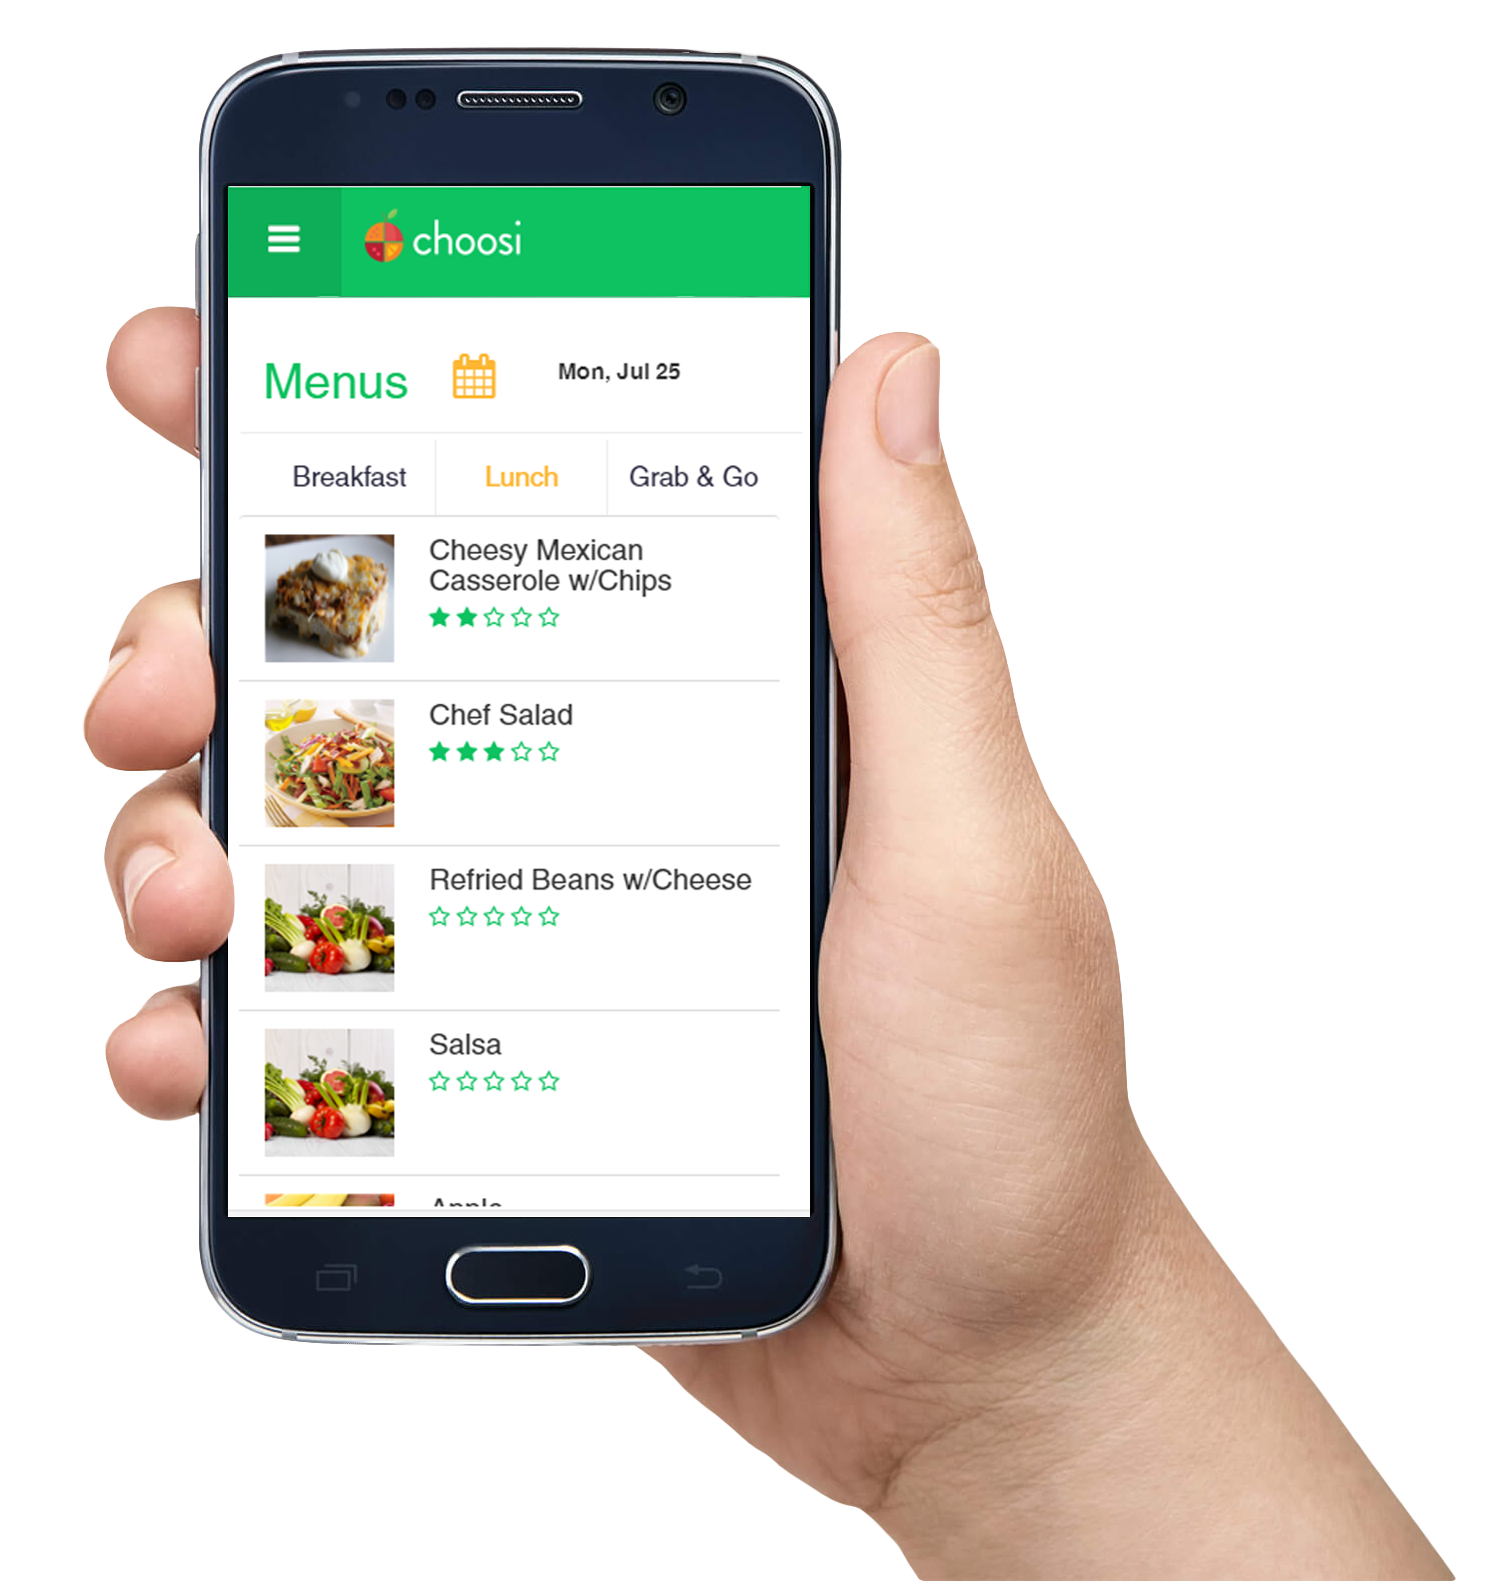 choosi
Menus
Mon, Jul 25
Breakfast
Lunch
Grab & Go
Cheesy Mexican
Casserole w/Chips
Chef Salad
Refried Beans w/Cheese
Salsa
Apple